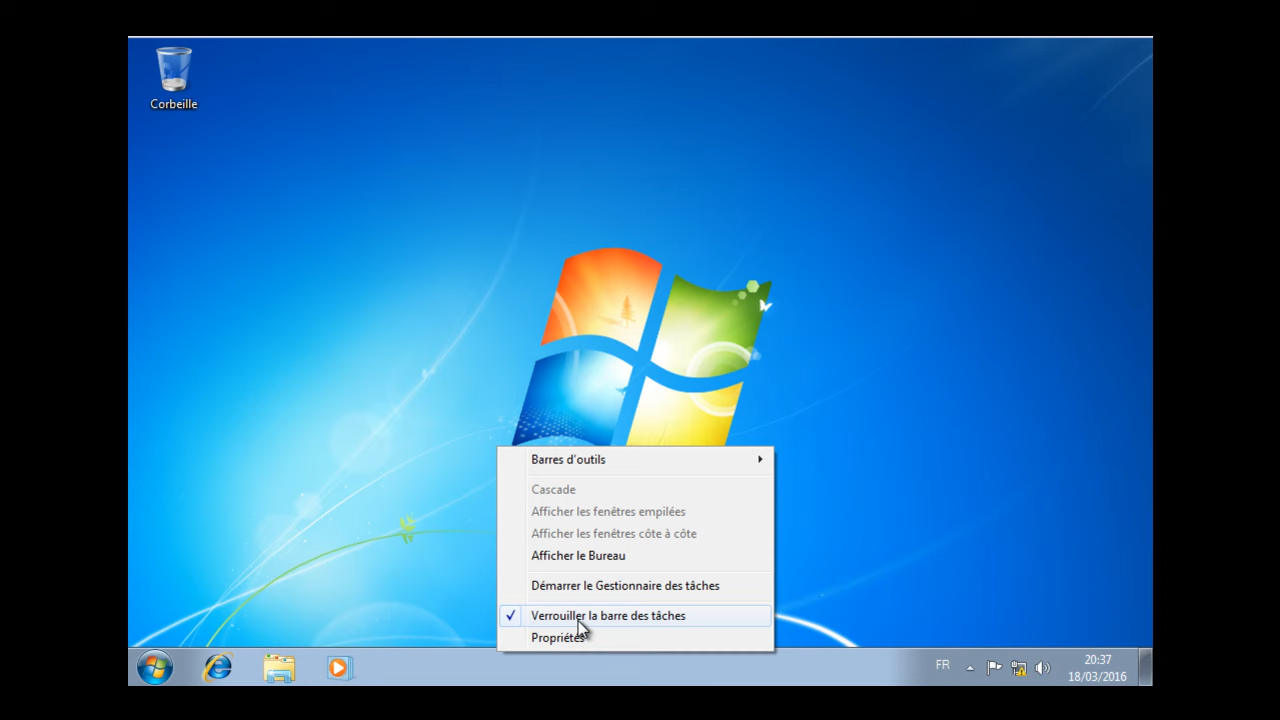 Corbeille
Barres d'outils
Cascade
Afficher les fenêtres empilées
Afficher les fenêtres côte à côte
Afficher le Bureau
Démarrer le Gestionnaire des tâches
Verrouiller la barre des tâches
Propriétés
FR
20:37
18/03/2016